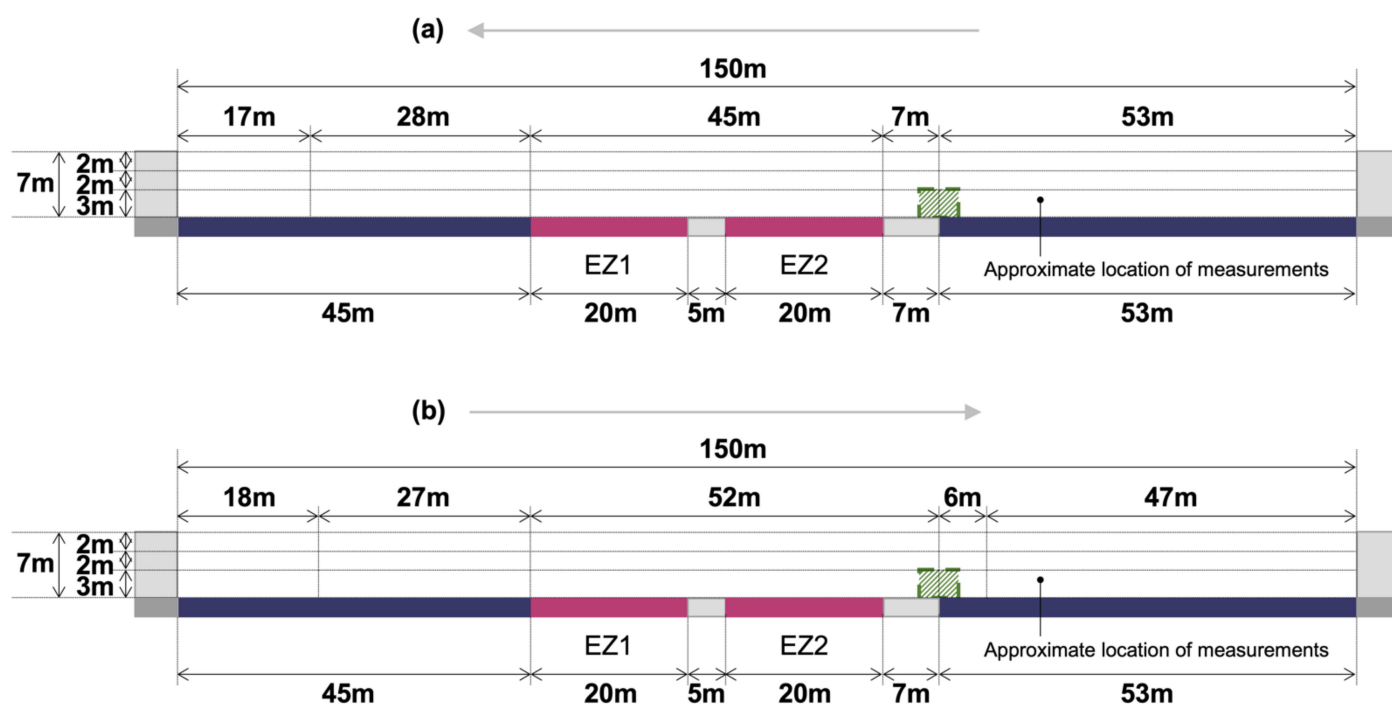 (a)
150m
17m 28m 45m 7m 53m
7m 2m
2m
3m
EZ1 EZ2 Approximate location of measurements
45m 20m 5m 20m 7m 53m
(b)
150m
18m 27m 52m 6m 47m
7m 2m
2m
3m
EZ1 EZ2 Approximate location of measurements
45m 20m 5m 20m 7m 53m